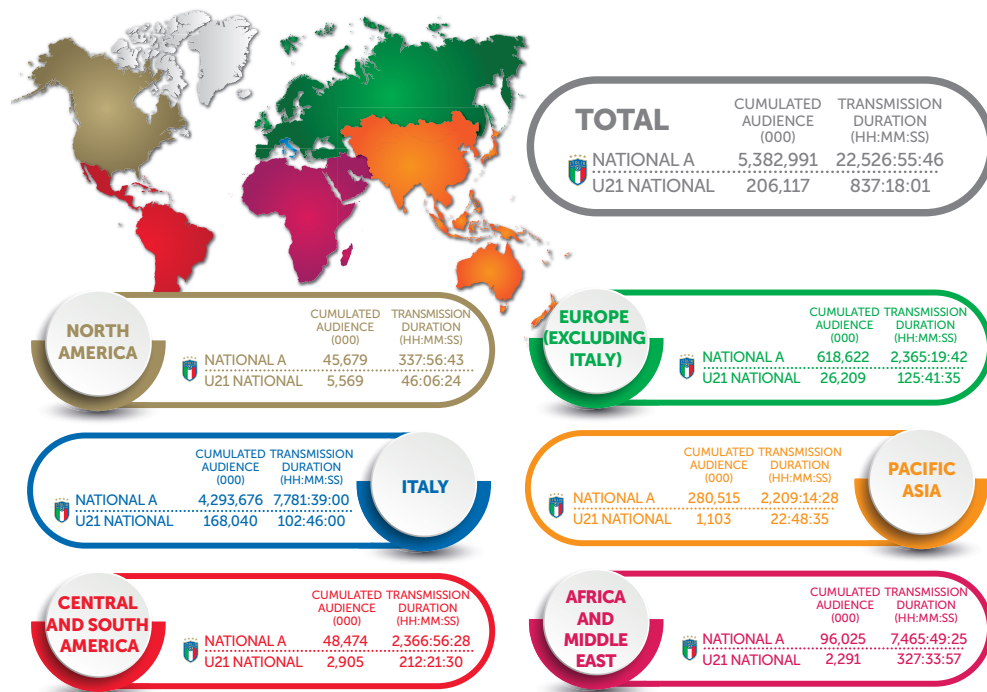 TOTAL
CUMULATED AUDIENCE (000)
TRANSMISSION DURATION (HH:MM:SS)
NATIONAL A 5,382,991 22,526:55:46
U21 NATIONAL 206,117 837:18:01
NORTH AMERICA
CUMULATED AUDIENCE (000)
TRANSMISSION DURATION (HH:MM:SS)
NATIONAL A 45,679 337:56:43
U21 NATIONAL 5,569 46:06:24
EUROPE (EXCLUDING ITALY)
CUMULATED AUDIENCE (000)
TRANSMISSION DURATION (HH:MM:SS)
NATIONAL A 618,622 2,365:19:42
U21 NATIONAL 26,209 125:41:35
CUMULATED AUDIENCE (000)
TRANSMISSION DURATION (HH:MM:SS)
NATIONAL A 4,293,676 7,781:39:00
U21 NATIONAL 168,040 102:46:00
ITALY
CUMULATED AUDIENCE (000)
TRANSMISSION DURATION (HH:MM:SS)
NATIONAL A 280,515 2,209:14:28
U21 NATIONAL 1,103 22:48:35
PACIFIC ASIA
CENTRAL AND SOUTH AMERICA
CUMULATED AUDIENCE (000)
TRANSMISSION DURATION (HH:MM:SS)
NATIONAL A 48,474 2,366:56:28
U21 NATIONAL 2,905 212:21:30
AFRICA AND MIDDLE EAST
CUMULATED AUDIENCE (000)
TRANSMISSION DURATION (HH:MM:SS)
NATIONAL A 96,025 7,465:49:25
U21 NATIONAL 2,291 327:33:57